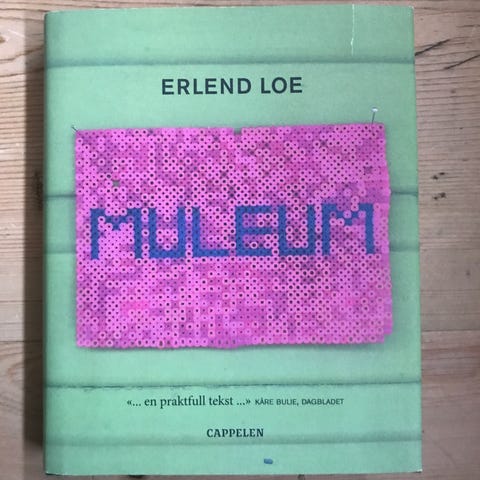 ERLEND LOE
MULEUM
«... en praktfull tekst ...» KÅRE BULIE, DAGBLADET
CAPPELEN